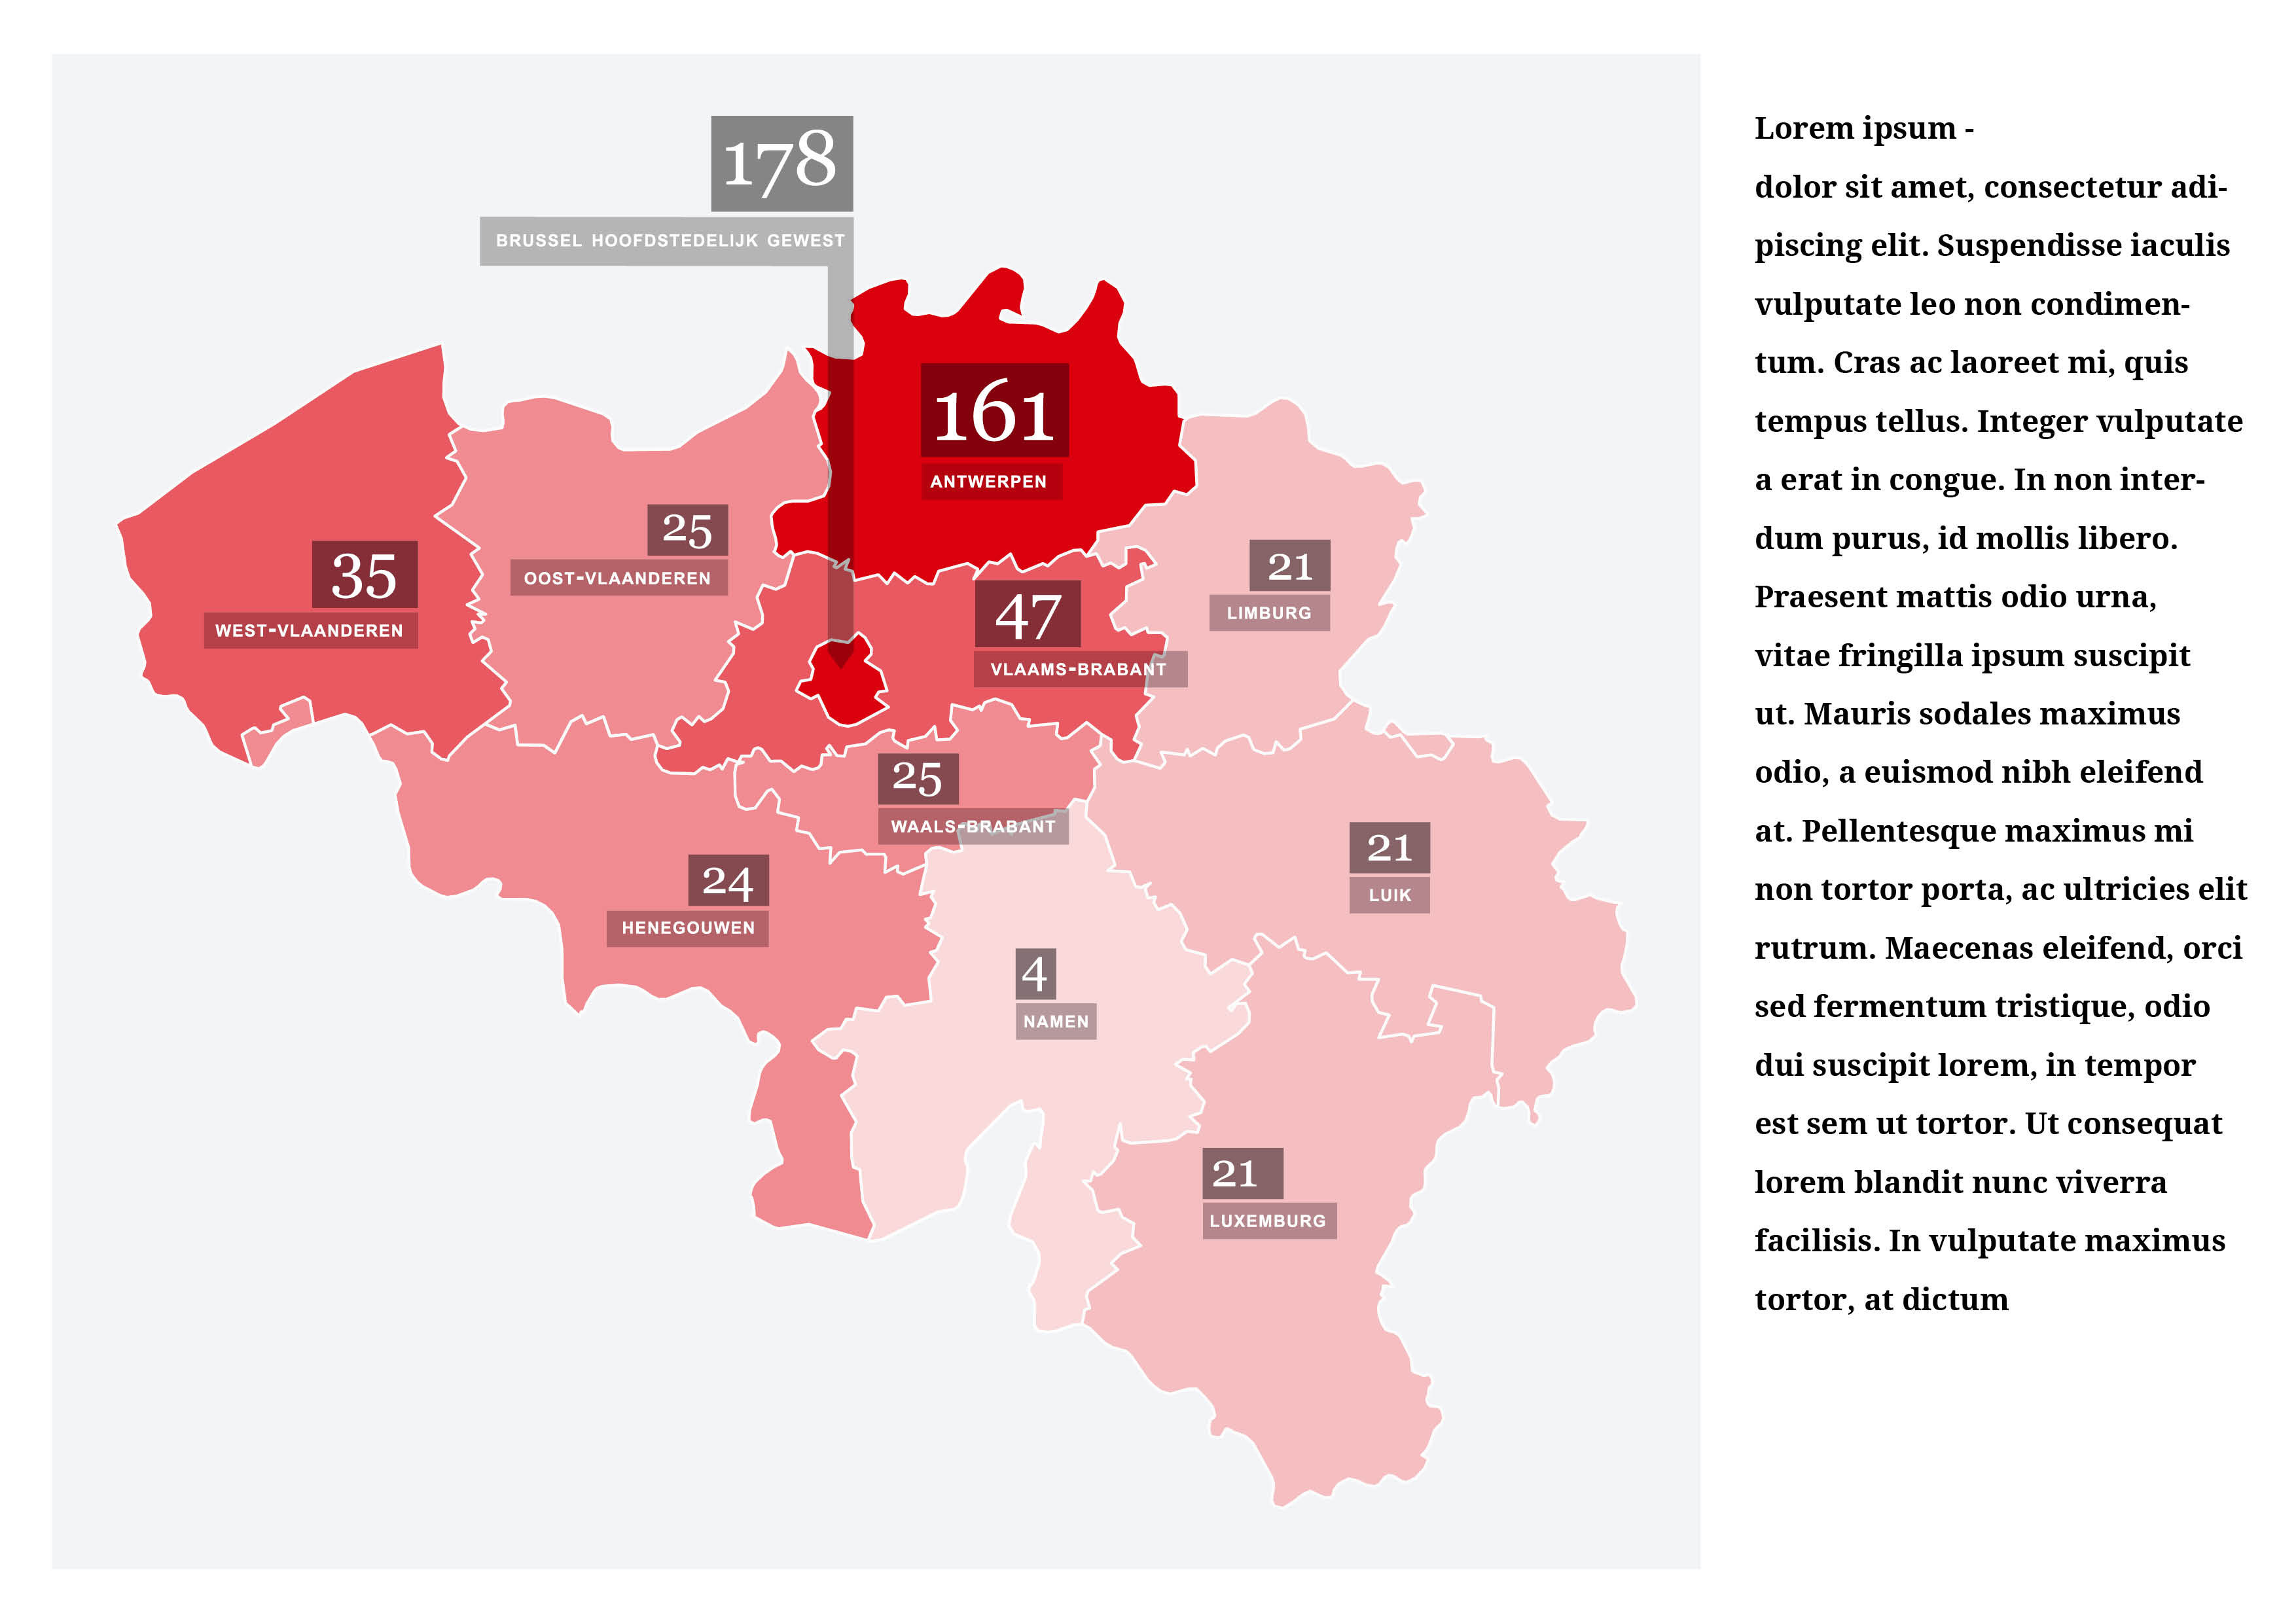 178
BRUSSEL HOOFDSTEDELIJK GEWEST
161
ANTWERPEN
25
OOST-VLAANDEREN
35
WEST-VLAANDEREN
21
LIMBURG
47
VLAAMS-BRABANT
25
WAALS-BRABANT
21
LUIK
24
HENEGOUWEN
4
NAMEN
21
LUXEMBURG
Lorem ipsum -
dolor sit amet, consectetur adi-
piscing elit. Suspendisse iaculis
vulputate leo non condimen-
tum. Cras ac laoreet mi, quis
tempus tellus. Integer vulputate
a erat in congue. In non inter-
dum purus, id mollis libero.
Praesent mattis odio urna,
vitae fringilla ipsum suscipit
ut. Mauris sodales maximus
odio, a euismod nibh eleifend
at. Pellentesque maximus mi
non tortor porta, ac ultricies elit
rutrum. Maecenas eleifend, orci
sed fermentum tristique, odio
dui suscipit lorem, in tempor
est sem ut tortor. Ut consequat
lorem blandit nunc viverra
facilisis. In vulputate maximus
tortor, at dictum